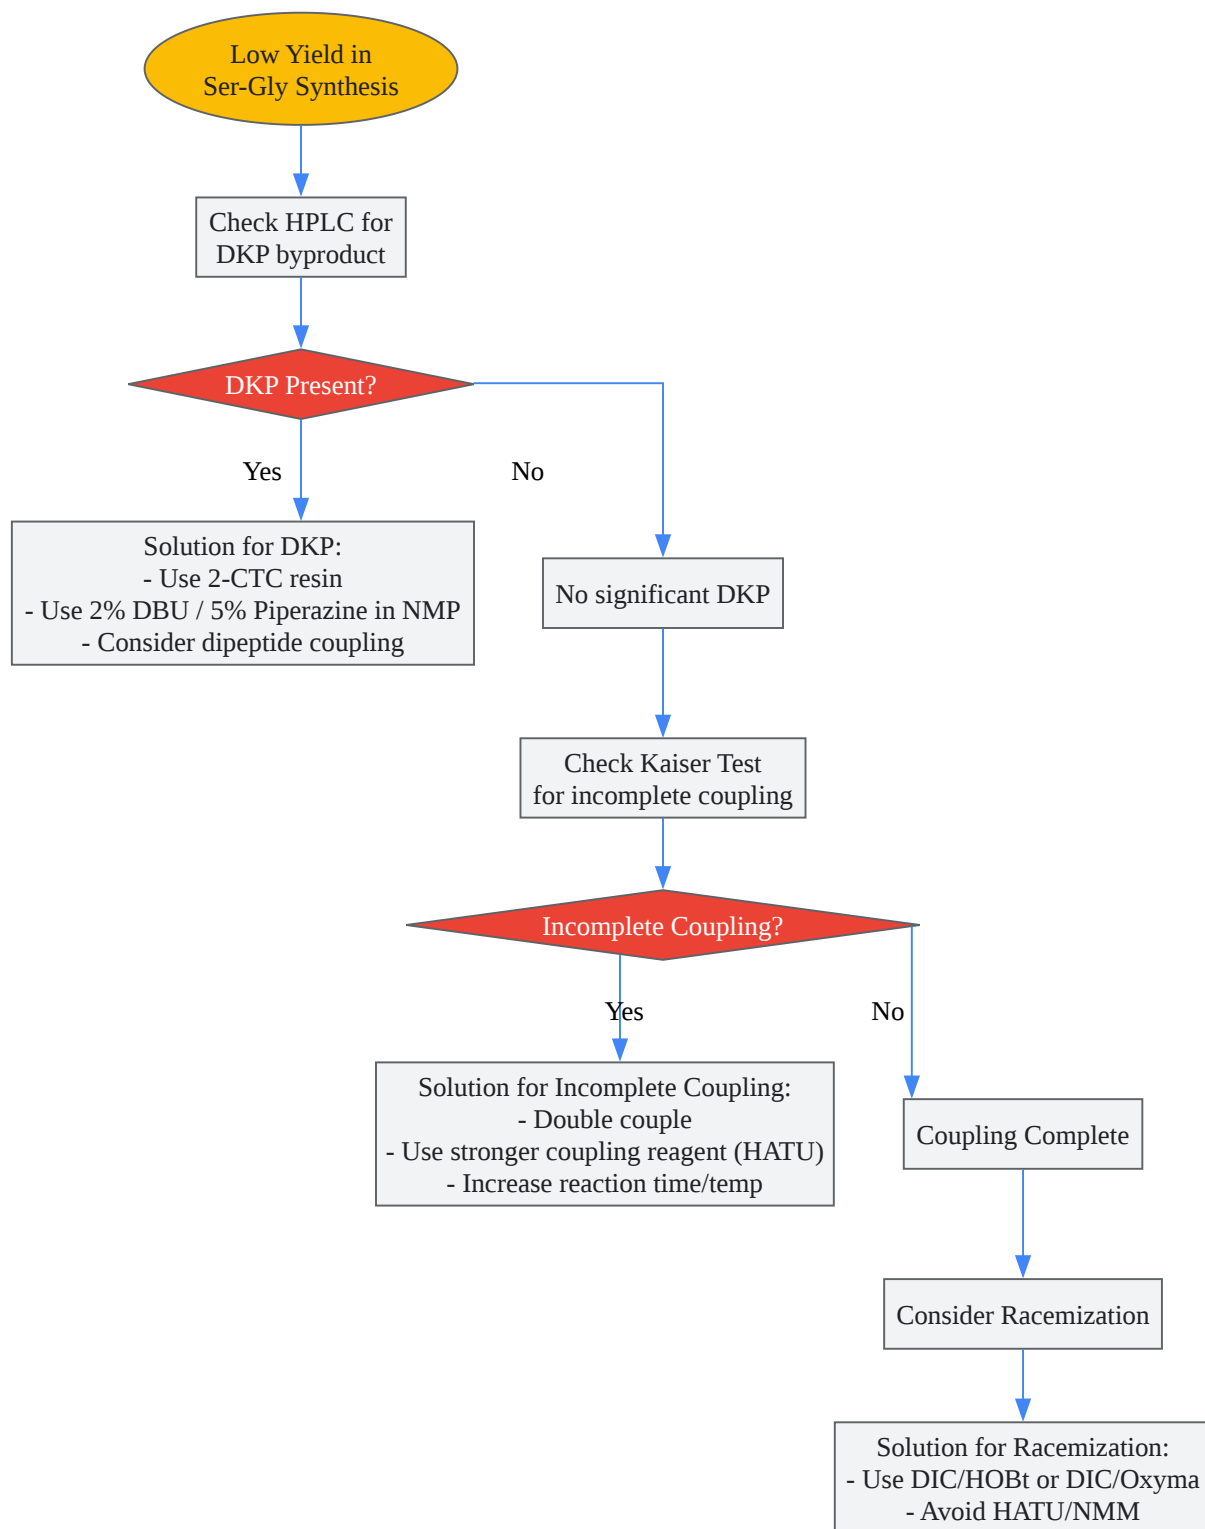 Low Yield in
Ser-Gly Synthesis
Check HPLC for
DKP byproduct
DKP Present?
Yes
No
Solution for DKP:
- Use 2-CTC resin
- Use 2% DBU / 5% Piperazine in NMP
- Consider dipeptide coupling
No significant DKP
Check Kaiser Test
for incomplete coupling
Incomplete Coupling?
Yes
No
Solution for Incomplete Coupling:
- Double couple
- Use stronger coupling reagent (HATU)
- Increase reaction time/temp
Coupling Complete
Consider Racemization
Solution for Racemization:
- Use DIC/HOBt or DIC/Oxyma
- Avoid HATU/NMM